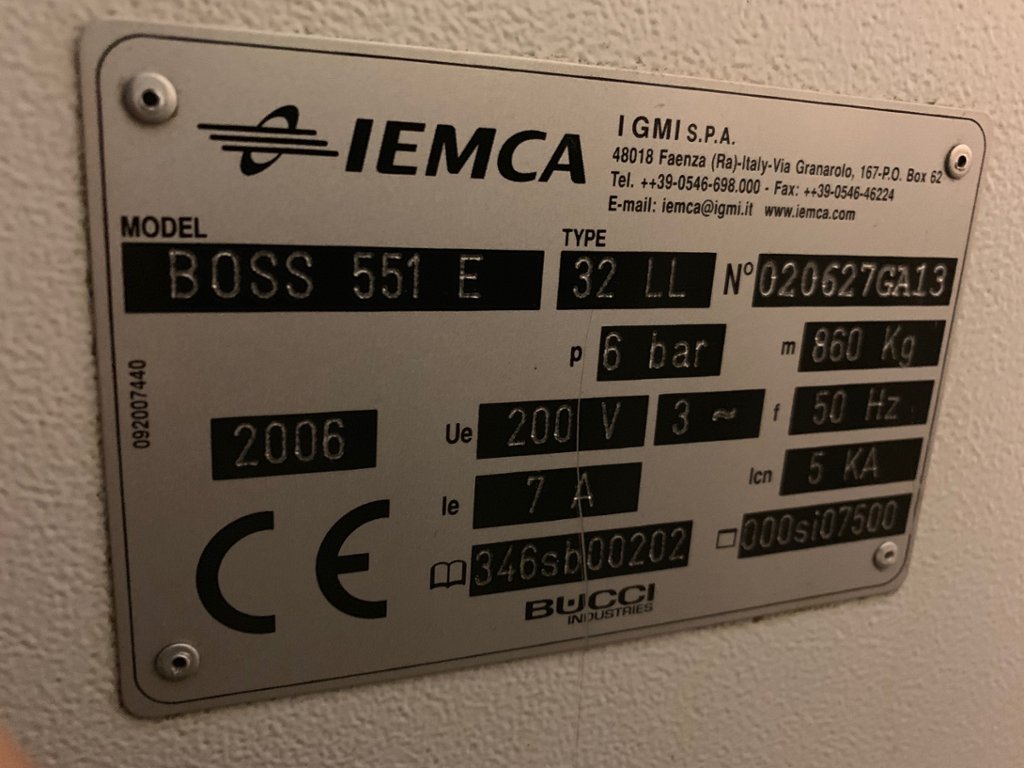 IEMCA
IGMI S.P.A.
48018 Faenza (Ra)-Italy-Via Granarolo, 167-P.O. Box 62
Tel. ++39-0546-698.000 - Fax: ++39-0546-46224
E-mail: iemca@igmi.it www.iemca.com
MODEL TYPE
BOSS 551 E 32 LL N° 020627GA13
p 6 bar m 860 Kg
092007440
2006 Ue 200 V 3 ~ f 50 Hz
Ie 7 A Icn 5 KA
CE
346sb00202 000si07500
BUCCI
INDUSTRIES